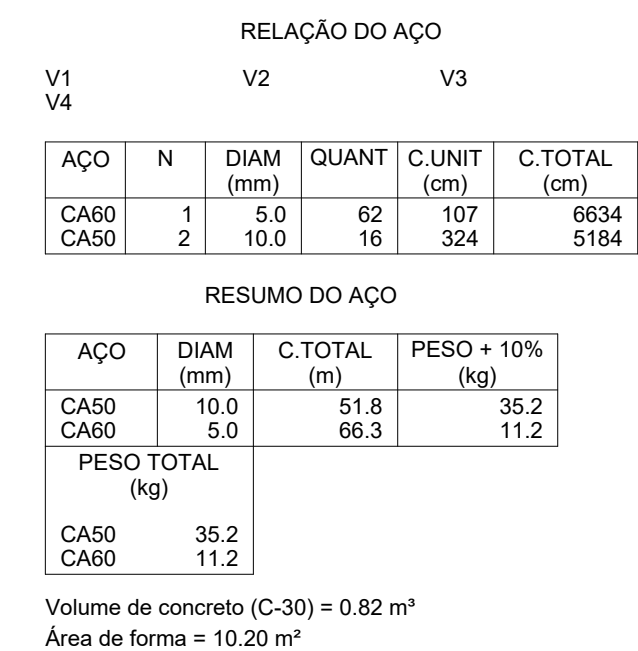 RELAÇÃO DO AÇO
V1 V2 V3
V4
AÇO N DIAM QUANT C.UNIT C.TOTAL
(mm) (cm) (cm)
CA60 1 5.0 62 107 6634
CA50 2 10.0 16 324 5184
RESUMO DO AÇO
AÇO DIAM C.TOTAL PESO + 10%
(mm) (m) (kg)
CA50 10.0 51.8 35.2
CA60 5.0 66.3 11.2
PESO TOTAL
(kg)
CA50 35.2
CA60 11.2
Volume de concreto (C-30) = 0.82 m³
Área de forma = 10.20 m²